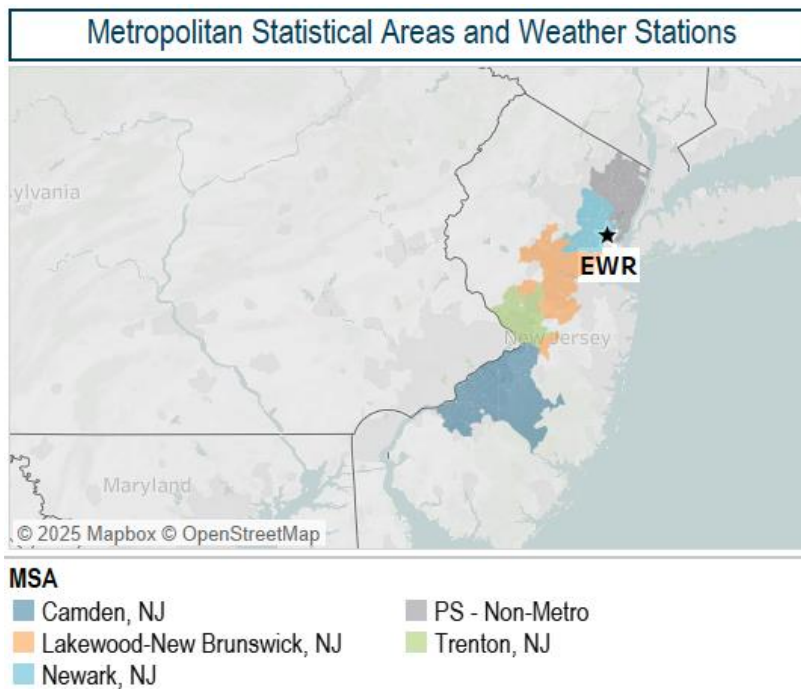 Metropolitan Statistical Areas and Weather Stations
sylvania
EWR
New Jersey
Maryland
© 2025 Mapbox © OpenStreetMap
MSA
Camden, NJ
PS - Non-Metro
Lakewood-New Brunswick, NJ
Trenton, NJ
Newark, NJ